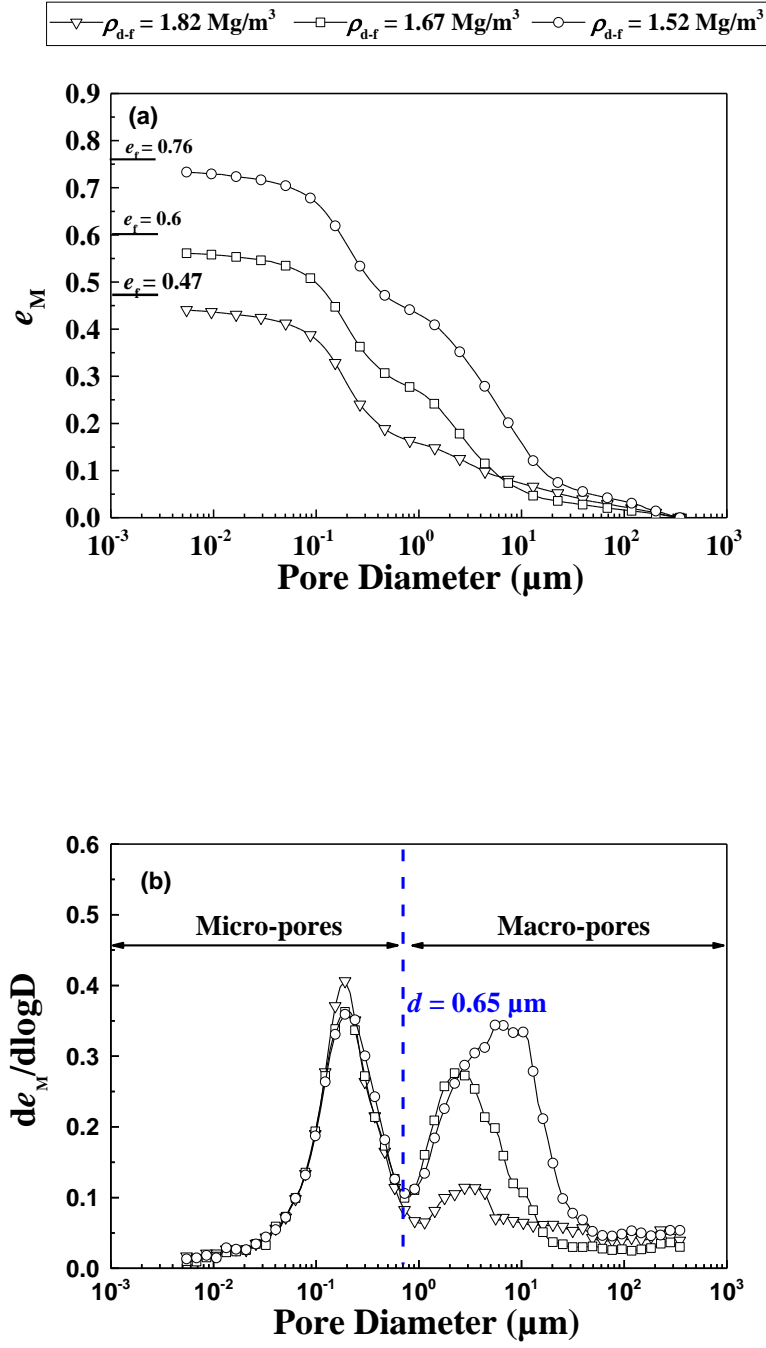 ρd-f = 1.82 Mg/m³ ρd-f = 1.67 Mg/m³ ρd-f = 1.52 Mg/m³
(a)
0.9
0.8
0.7
0.6
0.5
0.4
0.3
0.2
0.1
0.0
ef = 0.76
ef = 0.6
ef = 0.47
eM
10⁻³ 10⁻² 10⁻¹ 10⁰ 10¹ 10² 10³
Pore Diameter (µm)
(b)
0.6
0.5
0.4
0.3
0.2
0.1
0.0
Micro-pores Macro-pores
d = 0.65 µm
deM/dlogD
10⁻³ 10⁻² 10⁻¹ 10⁰ 10¹ 10² 10³
Pore Diameter (µm)